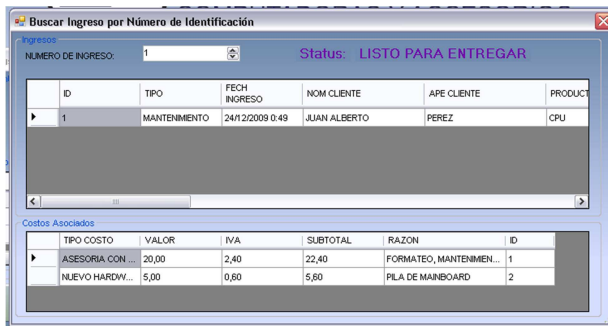 Buscar Ingreso por Número de Identificación
Ingresos
NUMERO DE INGRESO: 1 Status: LISTO PARA ENTREGAR
ID TIPO FECH INGRESO NOM CLIENTE APE CLIENTE PRODUCT
1 MANTENIMIENTO 24/12/2009 0:49 JUAN ALBERTO PEREZ CPU
Costos Asociados
TIPO COSTO VALOR IVA SUBTOTAL RAZON ID
ASESORIA CON ... 20,00 2,40 22,40 FORMATEO, MANTENIMIEN... 1
NUEVO HARDW... 5,00 0,60 5,60 PILA DE MAINBOARD 2